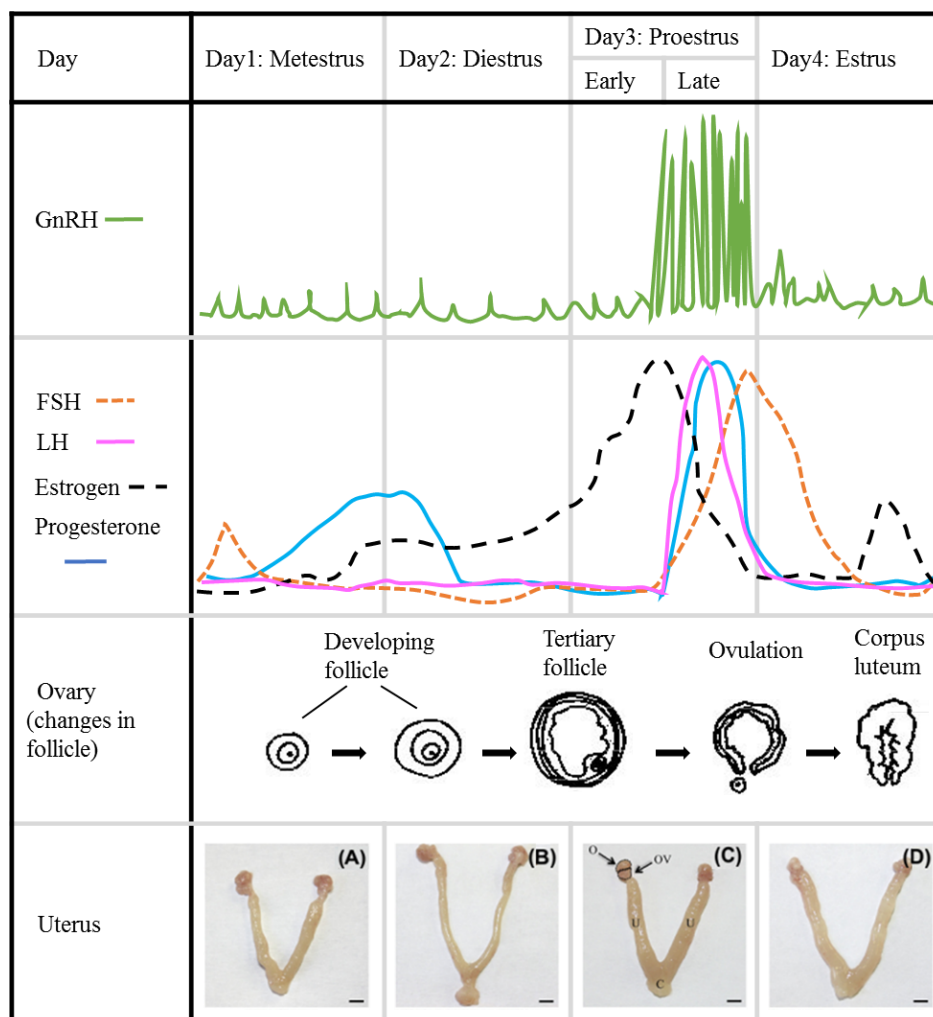 Day
Day1: Metestrus
Day2: Diestrus
Day3: Proestrus
Early
Late
Day4: Estrus
GnRH
FSH
LH
Estrogen
Progesterone
Ovary
(changes in
follicle)
Developing
follicle
Tertiary
follicle
Ovulation
Corpus
luteum
Uterus
(A)
(B)
(C)
O
OV
U
U
C
(D)